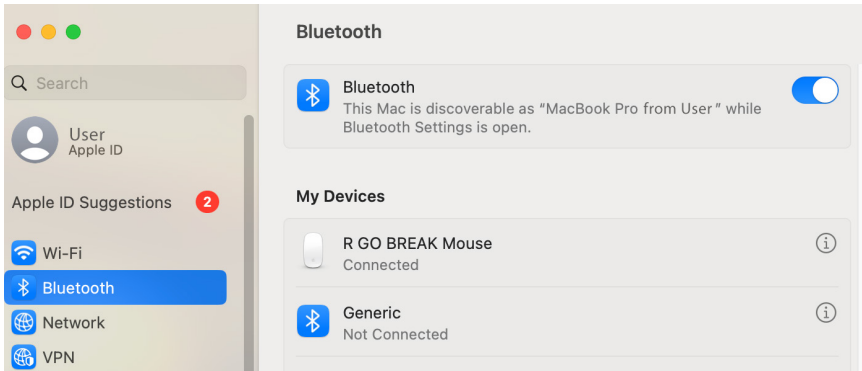 Search
User
Apple ID
Apple ID Suggestions
2
Wi-Fi
Bluetooth
Network
VPN
Bluetooth
Bluetooth
This Mac is discoverable as “MacBook Pro from User” while
Bluetooth Settings is open.
My Devices
R GO BREAK Mouse
Connected
Generic
Not Connected